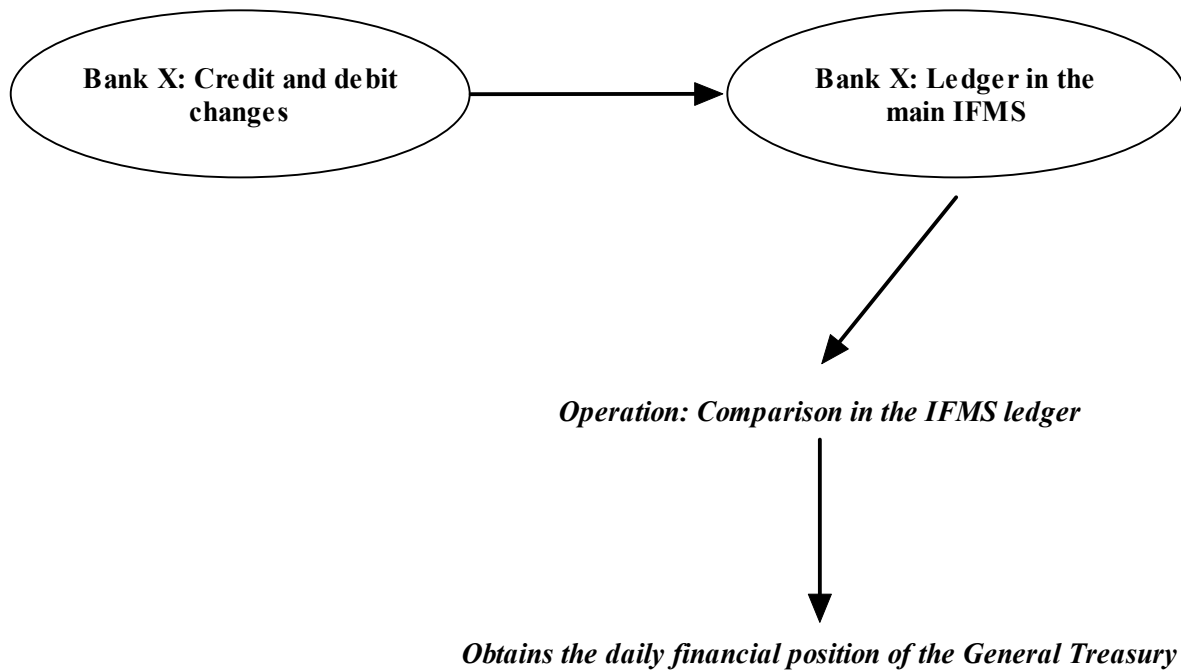 Bank X: Credit and debit
changes
Bank X: Ledger in the
main IFMS
Operation: Comparison in the IFMS ledger
Obtains the daily financial position of the General Treasury